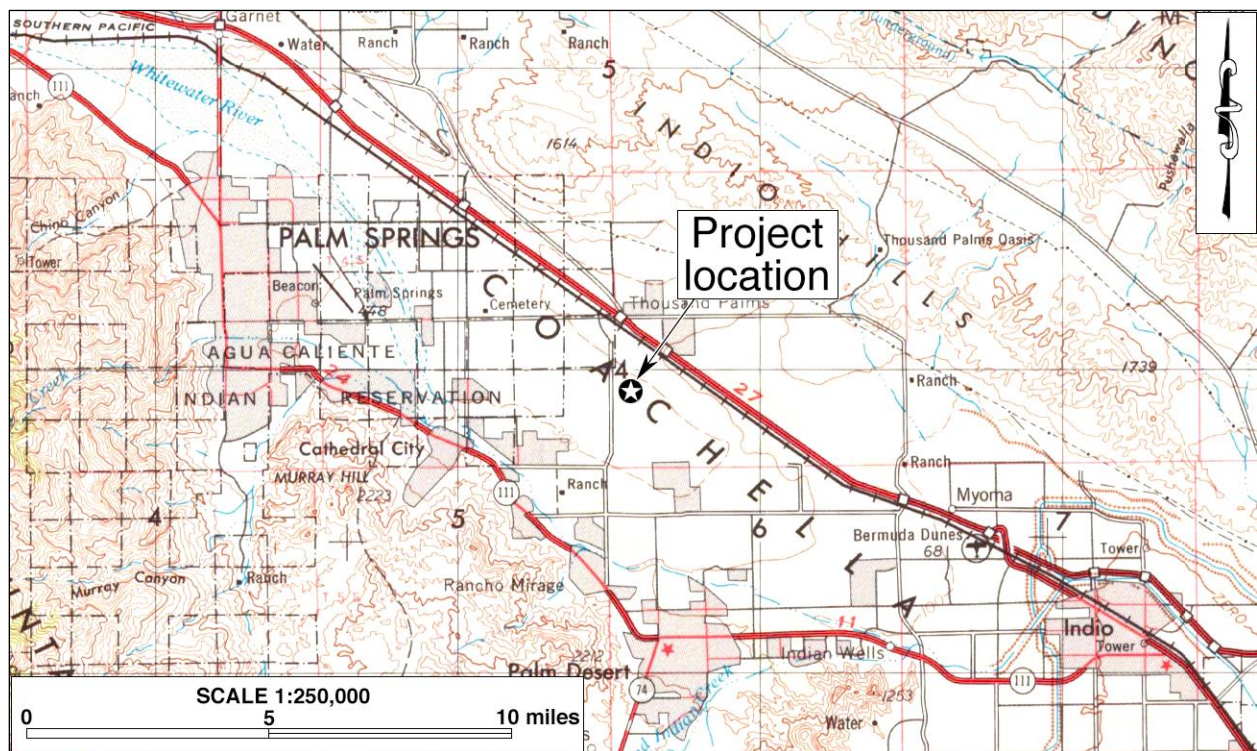 Garnet
SOUTHERN PACIFIC
Water
Ranch
Ranch
Ranch
5
111
Whitewater River
INDIO HILLS
1614
Pushawalla
Chino Canyon
Tower
PALM SPRINGS
Project
location
Thousand Palms Oasis
Beacon
Palm Springs
448
Cemetery
Thousand Palms
COACHELLA
AGUA CALIENTE
INDIAN RESERVATION
24
4
27
1739
Ranch
Creek
Cathedral City
MURRAY HILL
2223
111
Ranch
Ranch
Myoma
4
5
6
7
Bermuda Dunes
68
Tower
Murray Canyon
Ranch
T 5 S
Rancho Mirage
11
Indio
Tower
Indian Wells
2212
Palm Desert
74
111
1253
Water
SCALE 1:250,000
0 5 10 miles